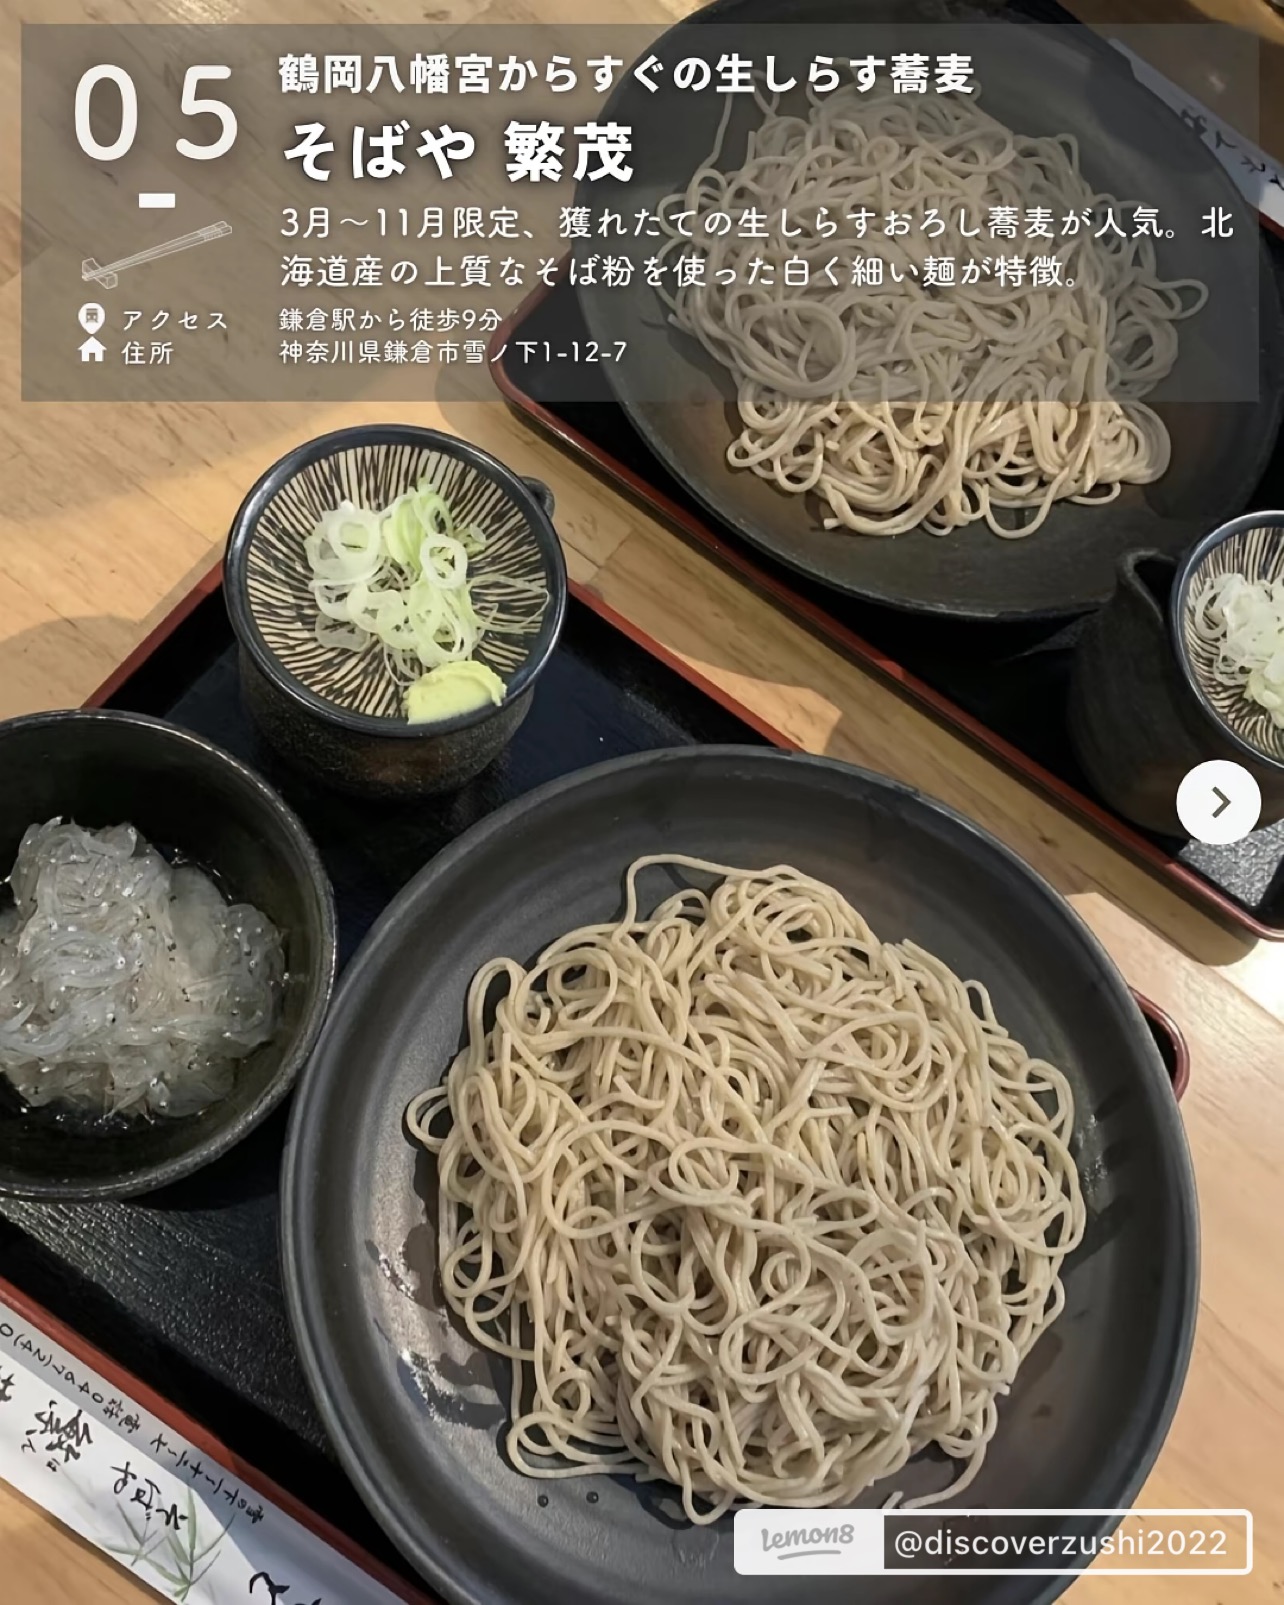 05
鶴岡八幡宮からすぐの生しらす蕎麦
そばや 繁茂
3月〜11月限定、獲れたての生しらすおろし蕎麦が人気。北
海道産の上質なそば粉を使った白く細い麺が特徴。
アクセス 鎌倉駅から徒歩9分
住所 神奈川県鎌倉市雪ノ下1-12-7
そばや
Lemon8 @discoverzushi2022